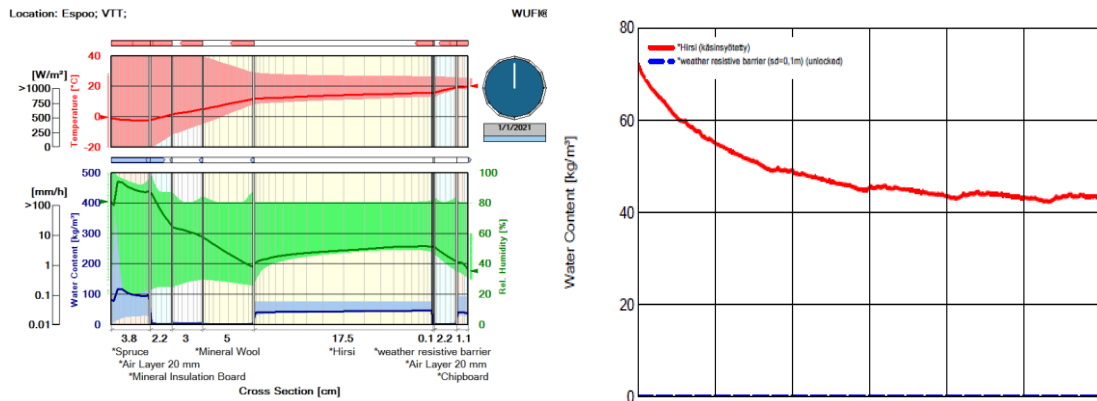 Location: Espoo; VTT;
WUFI®
[W/m²]
>1000
750
500
250
0
Temperature [°C]
40
20
0
-20
1/1/2021
[mm/h]
>100
10
1
0.1
0.01
Water Content [kg/m³]
500
400
300
200
100
0
100
80
60
40
20
0
Rel. Humidity [%]
3.8 2.2 3 5 17.5 0.1 2.2 1.1
*Spruce *Mineral Wool *Hirsi *weather resistive barrier
*Air Layer 20 mm *Air Layer 20 mm
*Mineral Insulation Board *Chipboard
Cross Section [cm]
Water Content [kg/m³]
80
60
40
20
0
*Hirsi (käsinsyötetty)
*weather resistive barrier (sd=0,1m) (unlocked)